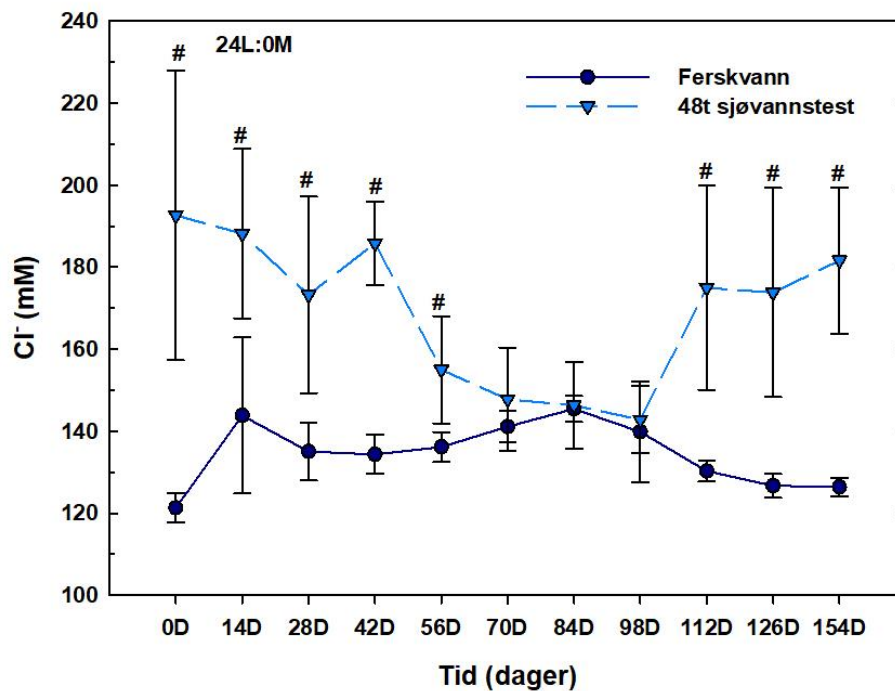 240
220
200
180
160
140
120
100
Cl⁻ (mM)
24L:0M
Ferskvann
48t sjøvannstest
# # # # # # # #
0D 14D 28D 42D 56D 70D 84D 98D 112D 126D 154D
Tid (dager)